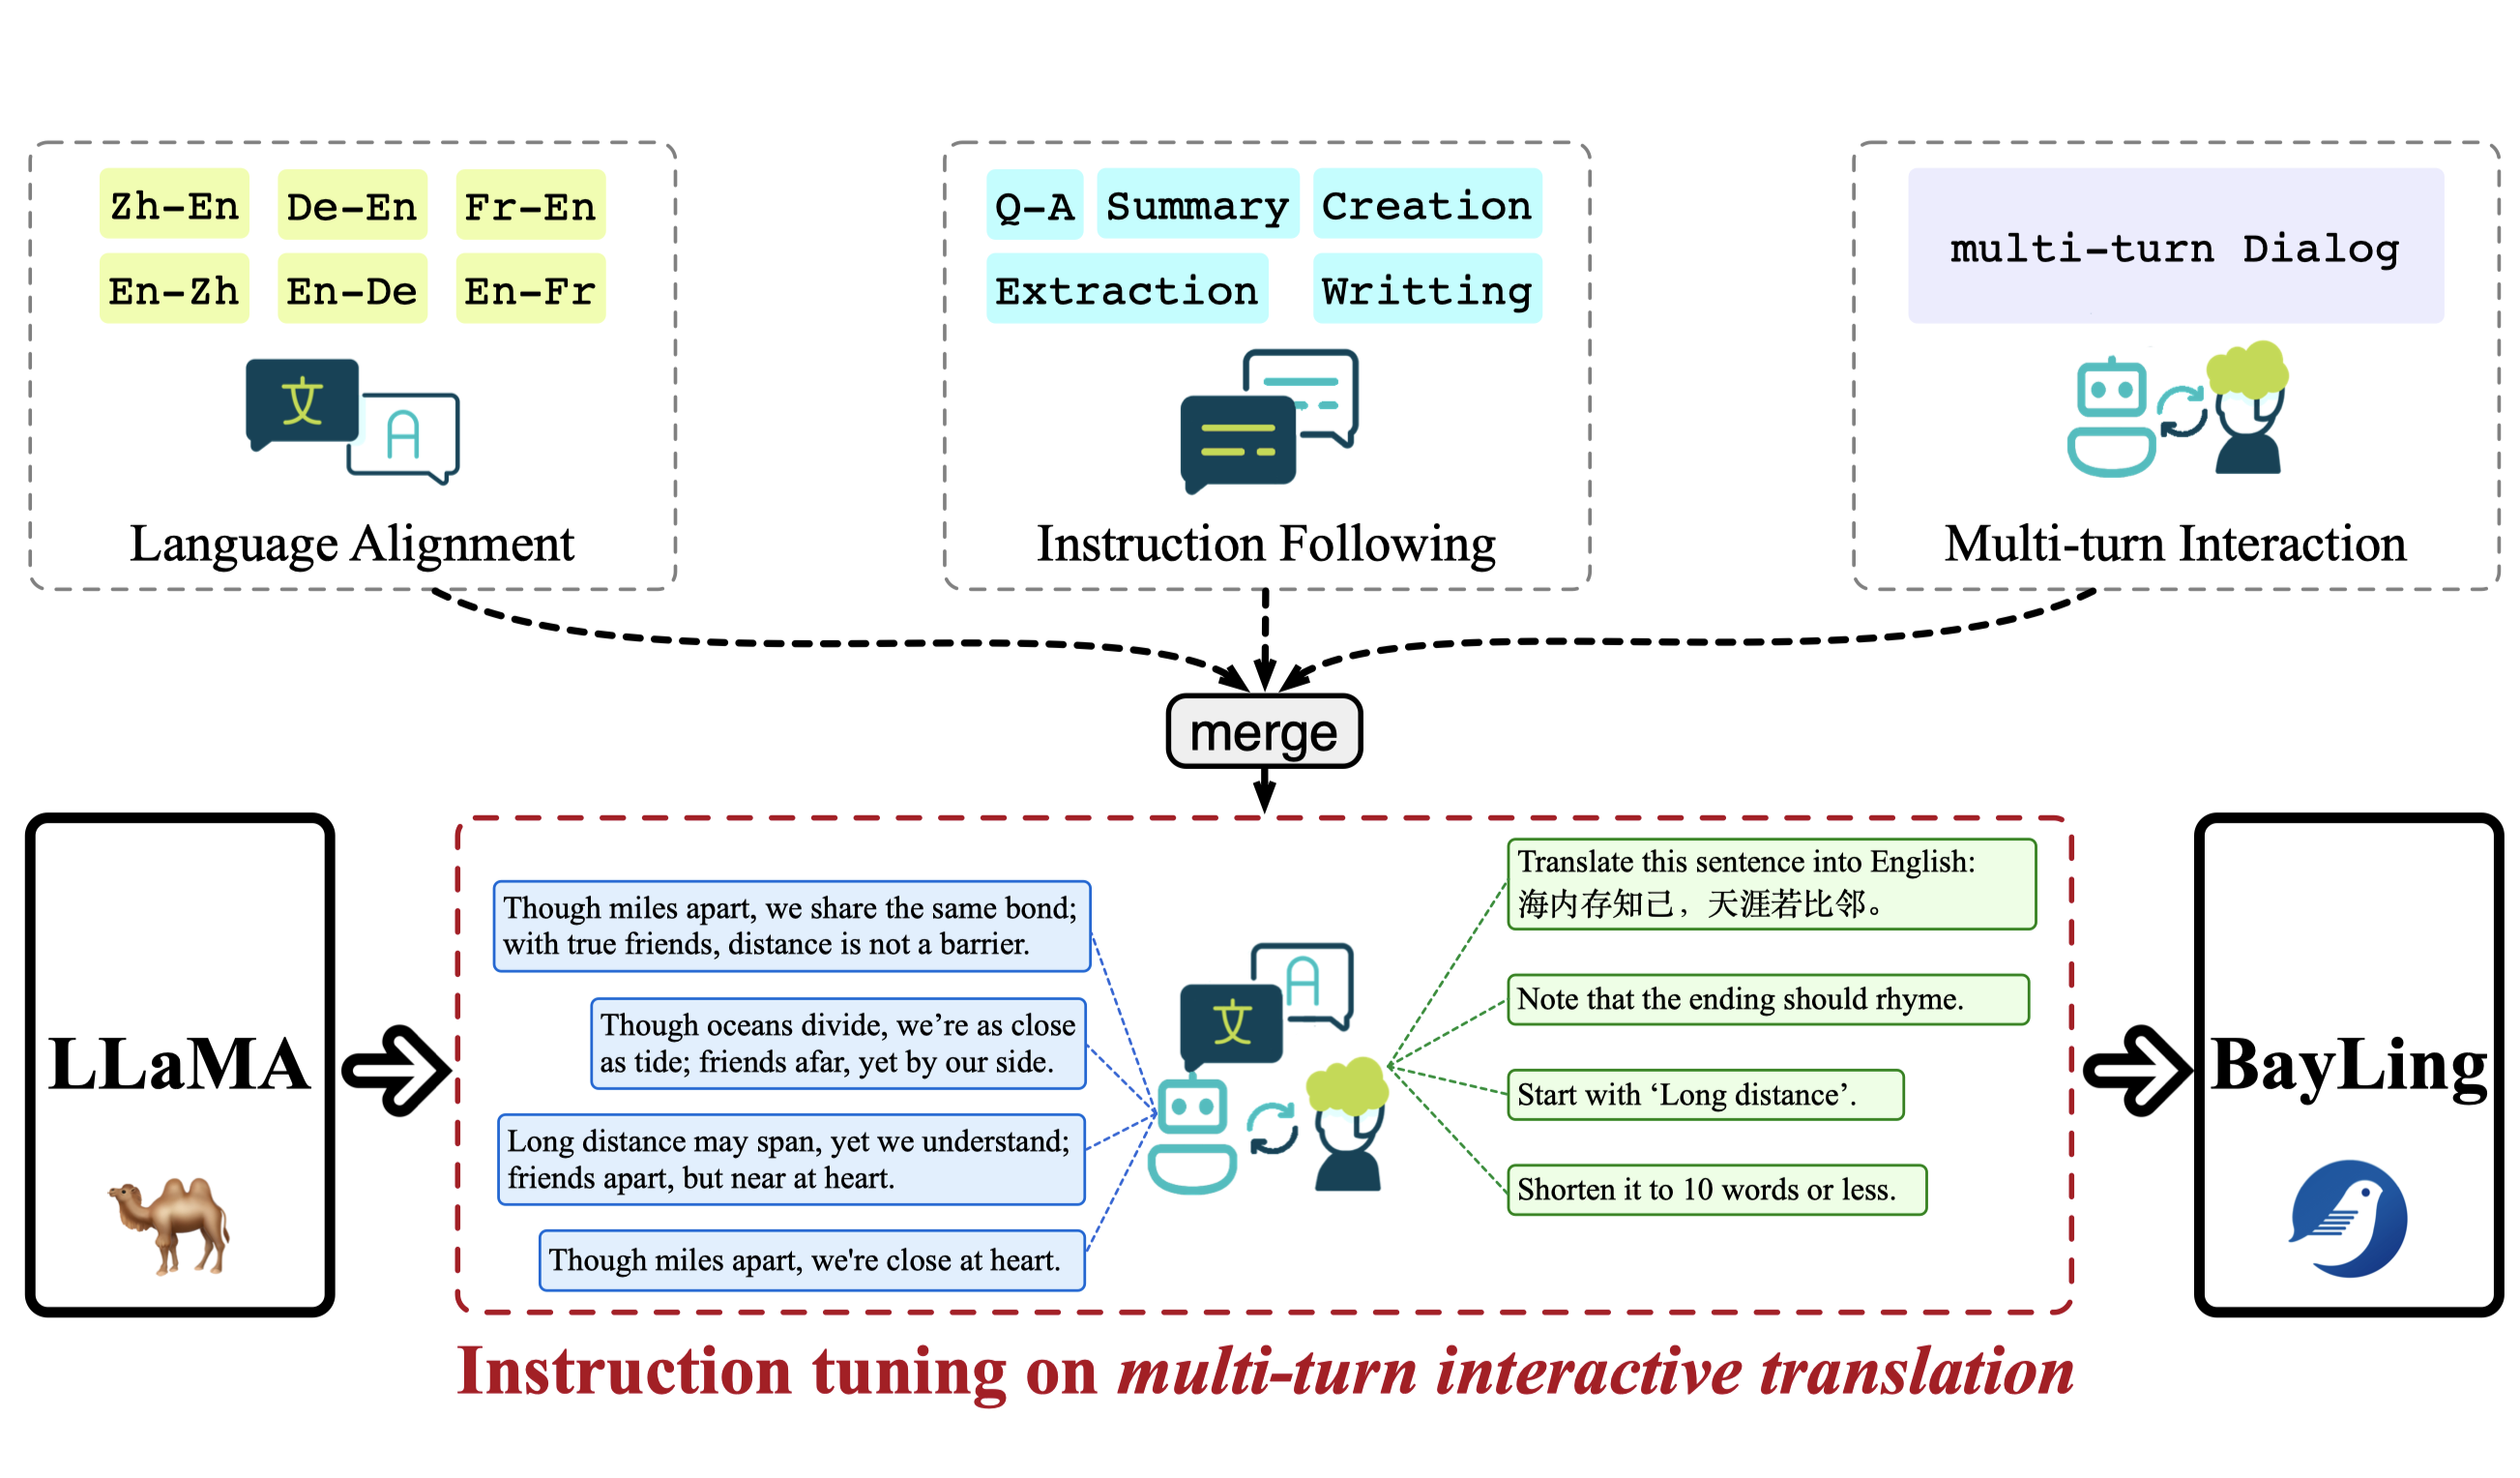 Zh-En De-En Fr-En
En-Zh En-De En-Fr
文 A
Language Alignment
Q-A Summary Creation
Extraction Writting
Instruction Following
multi-turn Dialog
Multi-turn Interaction
merge
LLaMA
Though miles apart, we share the same bond;
with true friends, distance is not a barrier.
Though oceans divide, we’re as close
as tide; friends afar, yet by our side.
Long distance may span, yet we understand;
friends apart, but near at heart.
Though miles apart, we're close at heart.
文 A
Translate this sentence into English:
海内存知己，天涯若比邻。
Note that the ending should rhyme.
Start with ‘Long distance’.
Shorten it to 10 words or less.
BayLing
Instruction tuning on multi-turn interactive translation